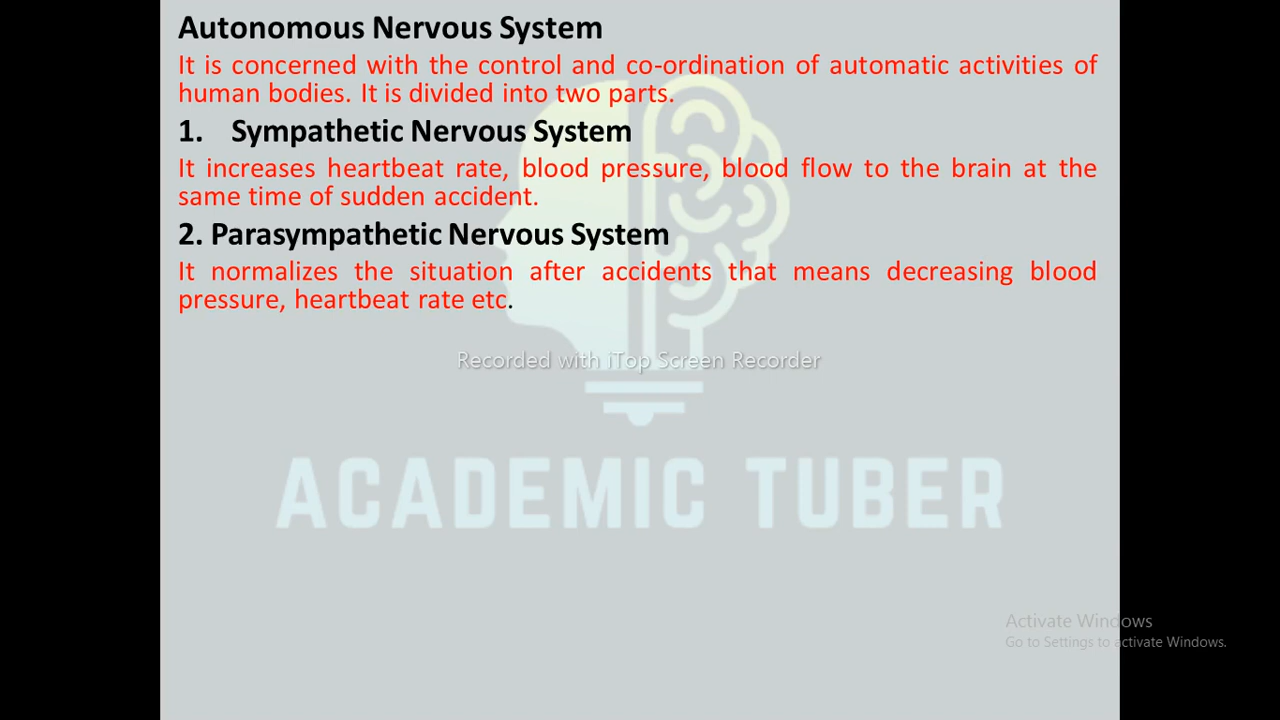 Autonomous Nervous System
It is concerned with the control and co-ordination of automatic activities of
human bodies. It is divided into two parts.
1. Sympathetic Nervous System
It increases heartbeat rate, blood pressure, blood flow to the brain at the
same time of sudden accident.
2. Parasympathetic Nervous System
It normalizes the situation after accidents that means decreasing blood
pressure, heartbeat rate etc.
Recorded with iTop Screen Recorder
ACADEMIC TUBER
Activate Windows
Go to Settings to activate Windows.